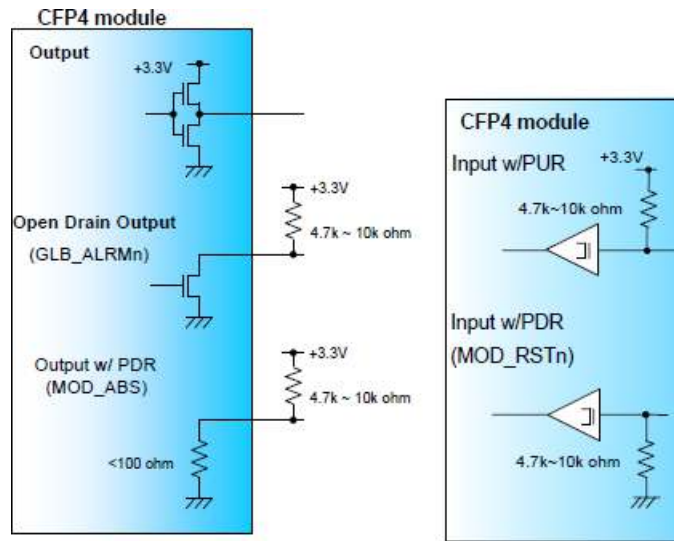 CFP4 module
Output
+3.3V
Open Drain Output
(GLB_ALRMn)
+3.3V
4.7k ~ 10k ohm
Output w/ PDR
(MOD_ABS)
+3.3V
4.7k ~ 10k ohm
<100 ohm
CFP4 module
Input w/PUR
+3.3V
4.7k~10k ohm
Input w/PDR
(MOD_RSTn)
4.7k~10k ohm